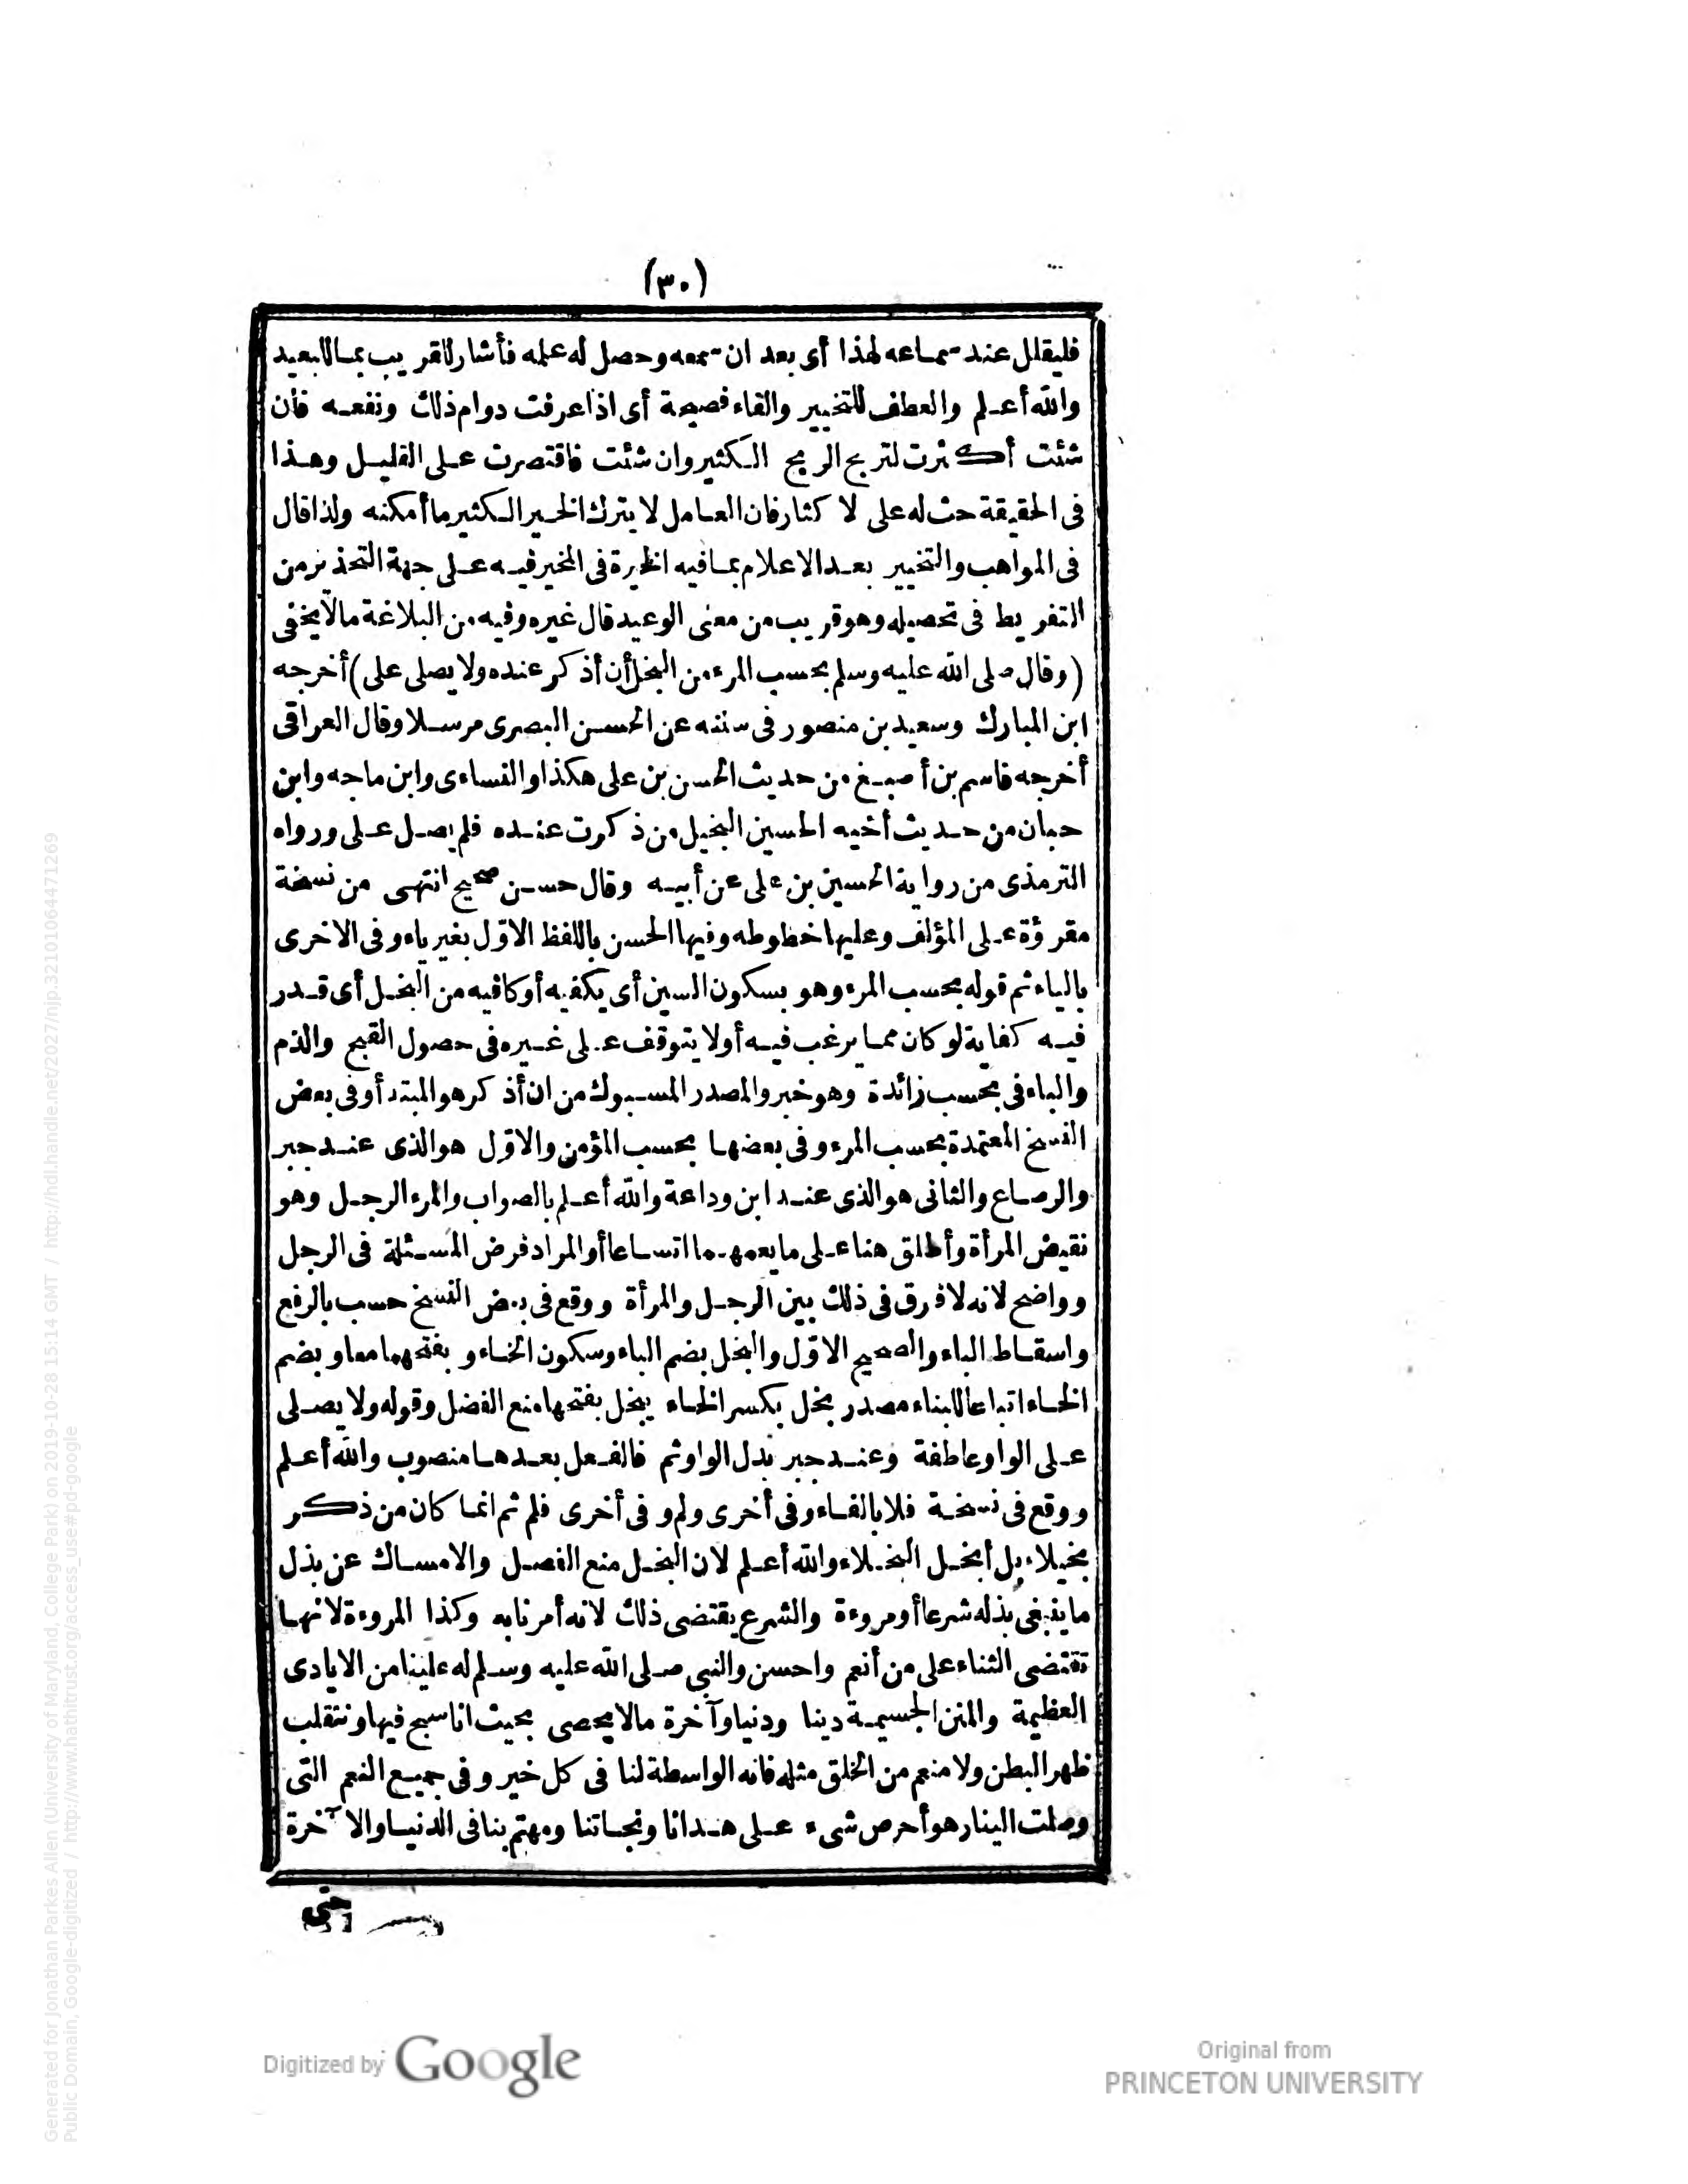 (٣٠)
فليقلل عند سماعه لهذا أى بعد ان سمعه وحصل له علمه فأشار للقريب بما للبعيد
والله أعلم والعطف للتخيير والفاء فصيحة أى اذا عرفت دوام ذلك ونفعه فأن
شئت أكثرت لتربح الربح الكثير وان شئت فاقتصرت على القليل وهذا
فى الحقيقة حث له على لا كثار فان العامل لا يترك الخير الكثير ما أمكنه ولذا قال
فى المواهب والتخيير بعد الاعلام بما فيه الخيرة فى المخير فيه على جهة التحذير من
التفريط فى تحصيله وهو قريب من معنى الوعيد قال غيره وفيه من البلاغة مالا يخفى
(وقال صلى الله عليه وسلم بحسب المرء من البخل أن أذكر عنده ولا يصلى على) أخرجه
ابن المبارك وسعيد بن منصور فى سننه عن الحسن البصرى مرسلا وقال العراقى
أخرجه قاسم بن أصبغ من حديث الحسن بن على هكذا والنساءى وابن ماجه وابن
حبان من حديث أخيه الحسين البخيل من ذكرت عنده فلم يصل على ورواه
الترمذى من رواية الحسين بن على عن أبيه وقال حسن صحيح انتهى من نسخة
مقرؤة على المؤلف وعليها خطوطه وفيها الحسن باللفظ الاوّل بغير ياء وفى الاخرى
بالياء ثم قوله بحسب المرء وهو بسكون السين أى يكفيه أو كافيه من البخل أى قدر
فيه كفاية لو كان مما يرغب فيه أولا يتوقف على غيره فى حصول القبح والذم
والباء فى بحسب زائدة وهو خبر والمصدر المسبوك من ان أذكر هو المبتدأ وفى بعض
النسخ المعتمدة بحسب المرء وفى بعضها بحسب المؤمن والاوّل هو الذى عند جبر
والرصاع والثانى هو الذى عند ابن وداعة والله أعلم بالصواب والمرء الرجل وهو
نقيض المرأة وأطلق هنا على ما يعمهما اتساعا أو المراد فرض المسئلة فى الرجل
وواضح لانه لا فرق فى ذلك بين الرجل والمرأة ووقع فى بعض النسخ حسب بالرفع
واسقاط الباء والصحيح الاوّل والبخل بضم الباء وسكون الخاء وبفتحهما معا وبضم
الخاء اتباعا للبناء مصدر بخل بكسر الخاء يبخل بفتحها منع الفضل وقوله ولا يصلى
على الواو عاطفة وعند جبر بدل الواو ثم فالفعل بعدها منصوب والله أعلم
ووقع فى نسخة فلا بالفاء وفى أخرى ولم وفى أخرى فلم ثم انما كان من ذكر
بخيلا بل أبخل البخلاء والله أعلم لان البخل منع الفصل والامساك عن بذل
ما ينبغى بذله شرعا أو مروءة والشرع يقتضى ذلك لانه أمرنا به وكذا المروءة لانها
تقتضى الثناء على من أنعم واحسن والنبى صلى الله عليه وسلم له علينا من الايادى
العظيمة والمنن الجسيمة دينا ودنيا وآخرة مالا يحصى بحيث انا سبح فيها ونتقلب
ظهرا لبطن ولا منعم من الخلق مثله فانه الواسطة لنا فى كل خير وفى جميع النعم التى
وصلت الينا رهو أحرص شىء على هدانا ونجاتنا ومهتم بنا فى الدنيا والاآخرة
حتى
Digitized by Google
Original from
PRINCETON UNIVERSITY
Generated for Jonathan Parkes Allen (University of Maryland, College Park) on 2019-10-28 15:14 GMT / http://hdl.handle.net/2027/njp.32101064471269
Public Domain, Google-digitized / http://www.hathitrust.org/access_use#pd-google